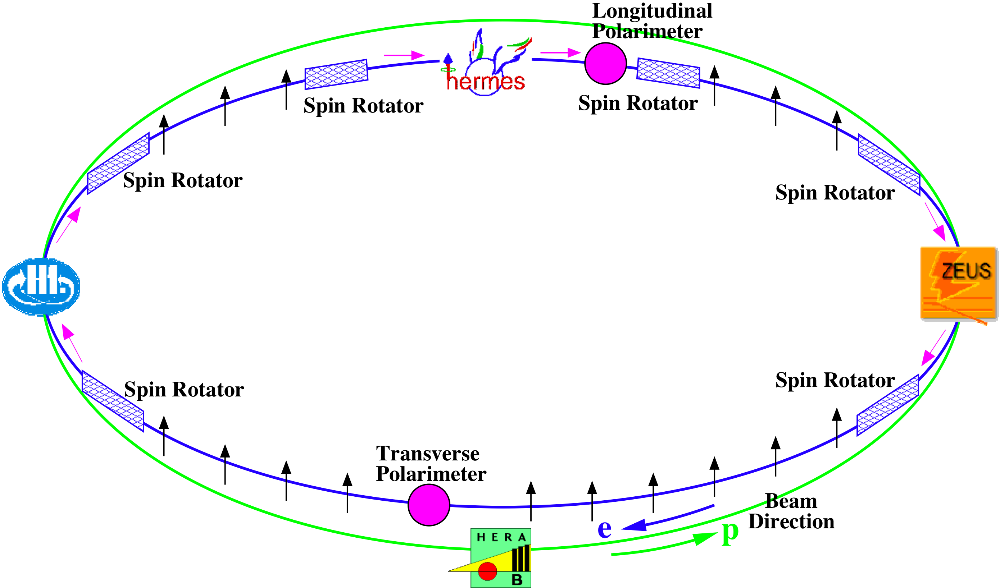 Longitudinal
Polarimeter
hermes
Spin Rotator
Spin Rotator
Spin Rotator
Spin Rotator
H1
ZEUS
Spin Rotator
Spin Rotator
Transverse
Polarimeter
Beam
Direction
e
p
HERA
B